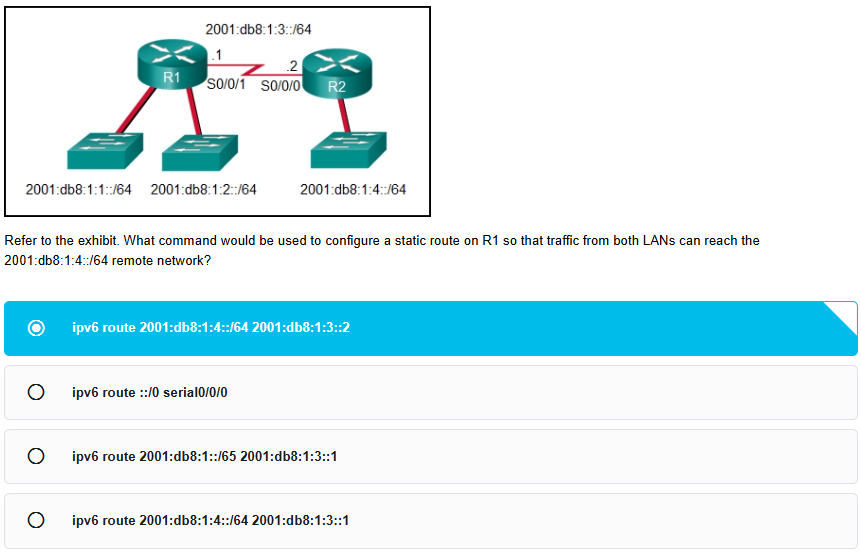 2001:db8:1:3::/64
.1
.2
R1
S0/0/1 S0/0/0
R2
2001:db8:1:1::/64 2001:db8:1:2::/64 2001:db8:1:4::/64
Refer to the exhibit. What command would be used to configure a static route on R1 so that traffic from both LANs can reach the
2001:db8:1:4::/64 remote network?
ipv6 route 2001:db8:1:4::/64 2001:db8:1:3::2
ipv6 route ::/0 serial0/0/0
ipv6 route 2001:db8:1::/65 2001:db8:1:3::1
ipv6 route 2001:db8:1:4::/64 2001:db8:1:3::1